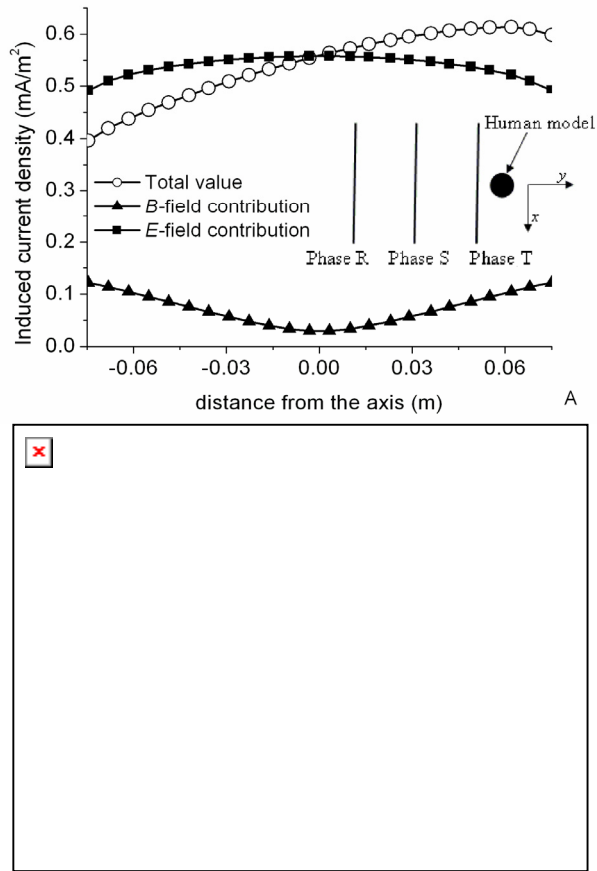 0.6
0.5
0.4
0.3
0.2
0.1
0.0
Induced current density (mA/m²)
Human model
y
x
Total value
B-field contribution
E-field contribution
Phase R Phase S Phase T
-0.06 -0.03 0.00 0.03 0.06
distance from the axis (m)
A